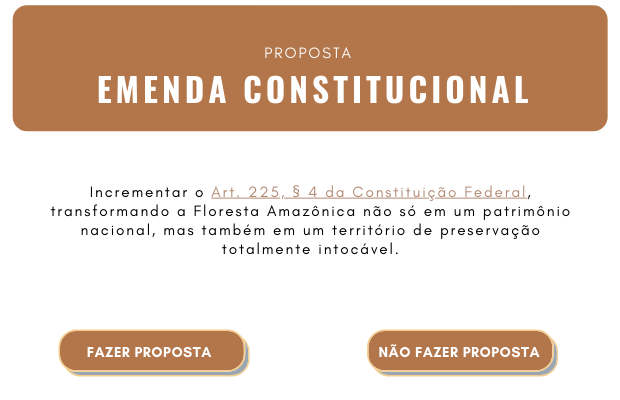 PROPOSTA
EMENDA CONSTITUCIONAL
Incrementar o Art. 225, § 4 da Constituição Federal,
transformando a Floresta Amazônica não só em um patrimônio
nacional, mas também em um território de preservação
totalmente intocável.
FAZER PROPOSTA
NÃO FAZER PROPOSTA